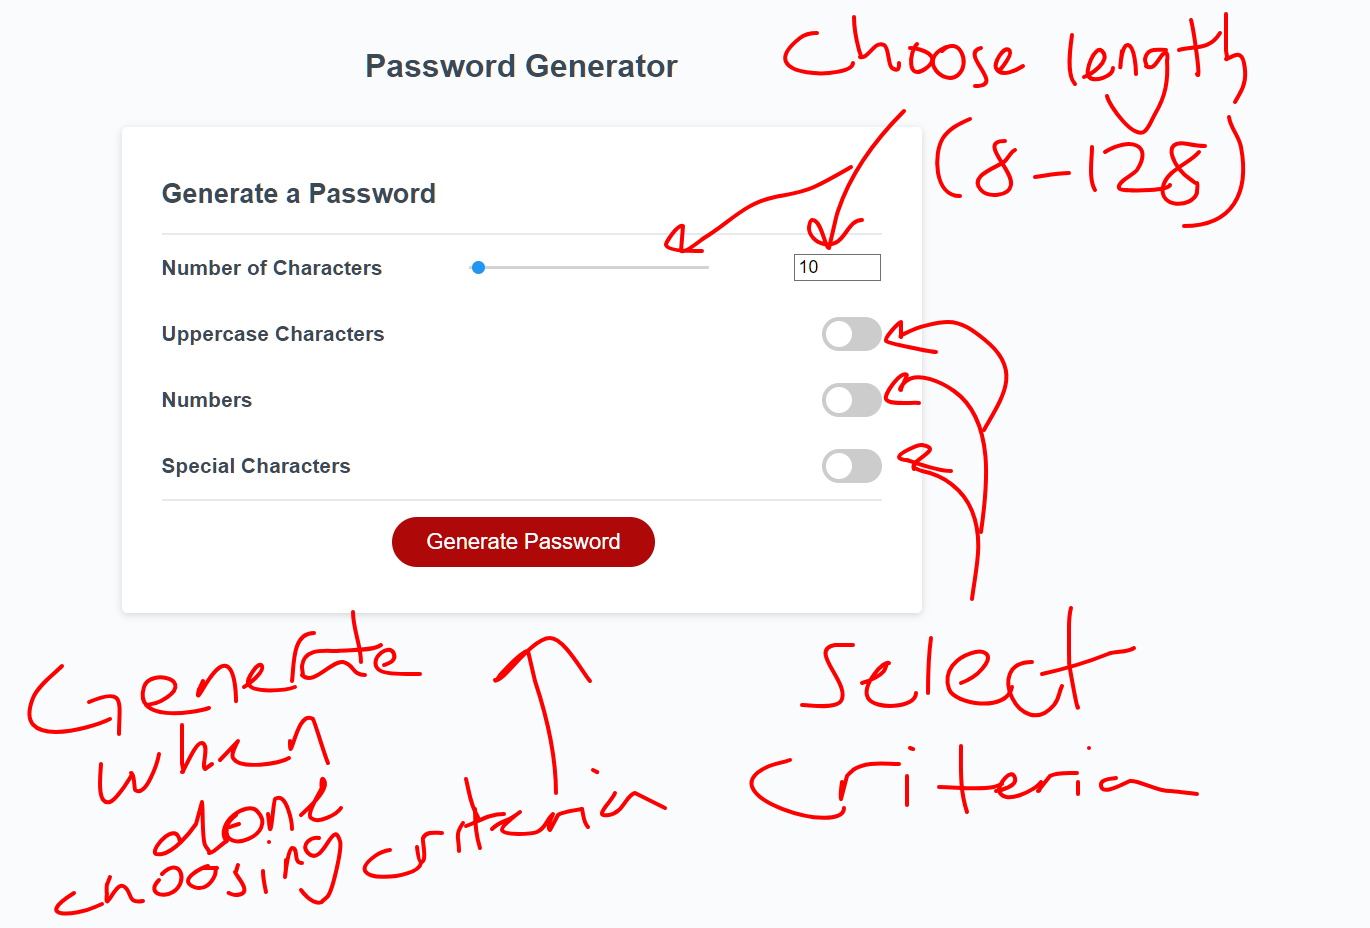 Password Generator
Choose length
(8-128)
Generate a Password
Number of Characters
10
Uppercase Characters
Numbers
Special Characters
Generate Password
Generate
when
done
choosing criteria
Select
criteria